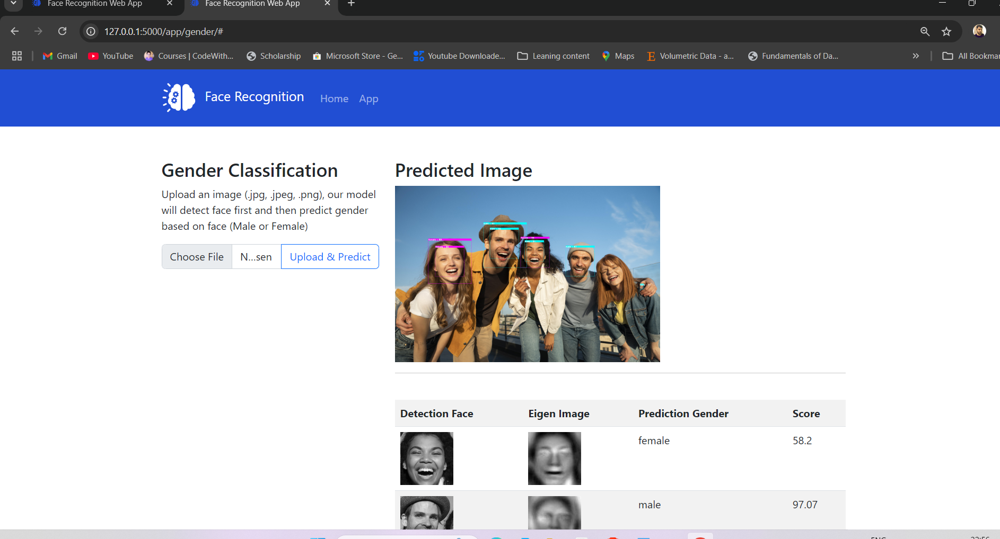 Face Recognition Web App
Face Recognition Web App
127.0.0.1:5000/app/gender/#
Gmail
YouTube
Courses | CodeWith...
Scholarship
Microsoft Store - Ge...
Youtube Downloade...
Leaning content
Maps
Volumetric Data - a...
Fundamentals of Da...
All Bookmar
Face Recognition
Home
App
Gender Classification
Upload an image (.jpg, .jpeg, .png), our model
will detect face first and then predict gender
based on face (Male or Female)
Choose File
N...sen
Upload & Predict
Predicted Image
Detection Face Eigen Image Prediction Gender Score
female 58.2
male 97.07